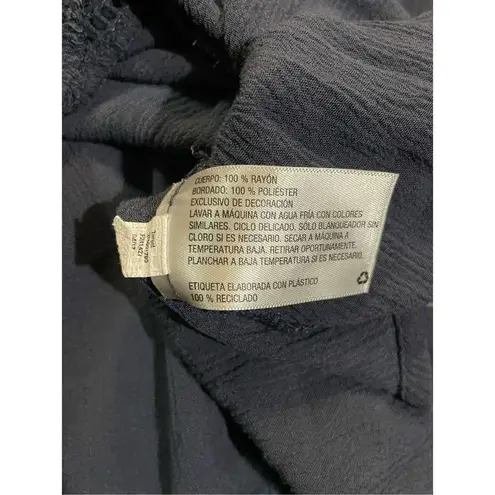 CUERPO: 100 % RAYÓN
BORDADO: 100 % POLIÉSTER
EXCLUSIVO DE DECORACIÓN
LAVAR A MÁQUINA CON AGUA FRÍA CON COLORES
SIMILARES. CICLO DELICADO. SÓLO BLANQUEADOR SIN
CLORO SI ES NECESARIO. SECAR A MÁQUINA A
TEMPERATURA BAJA. RETIRAR OPORTUNAMENTE.
PLANCHAR A BAJA TEMPERATURA SI ES NECESARIO.
ETIQUETA ELABORADA CON PLÁSTICO
100 % RECICLADO